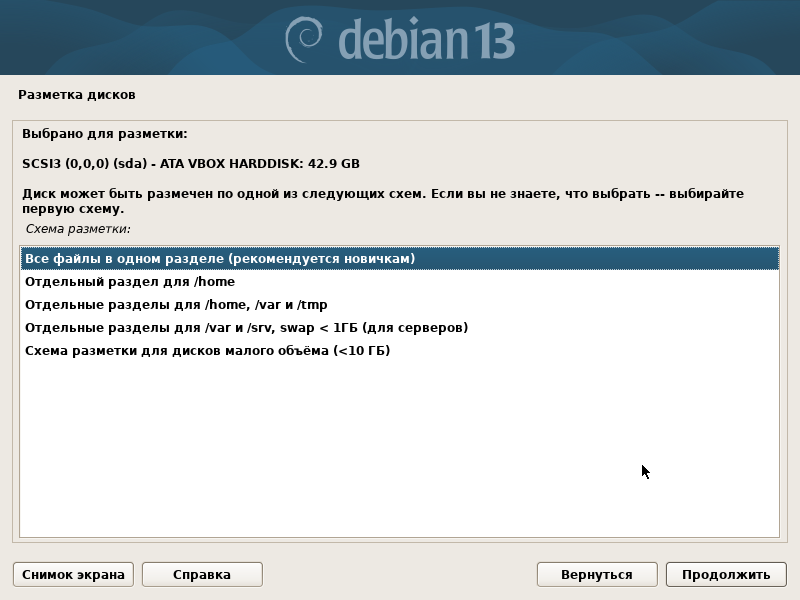 debian 13
Разметка дисков
Выбрано для разметки:
SCSI3 (0,0,0) (sda) - ATA VBOX HARDDISK: 42.9 GB
Диск может быть размечен по одной из следующих схем. Если вы не знаете, что выбрать -- выбирайте
первую схему.
Схема разметки:
Все файлы в одном разделе (рекомендуется новичкам)
Отдельный раздел для /home
Отдельные разделы для /home, /var и /tmp
Отдельные разделы для /var и /srv, swap < 1ГБ (для серверов)
Схема разметки для дисков малого объёма (<10 ГБ)
Снимок экрана Справка Вернуться Продолжить